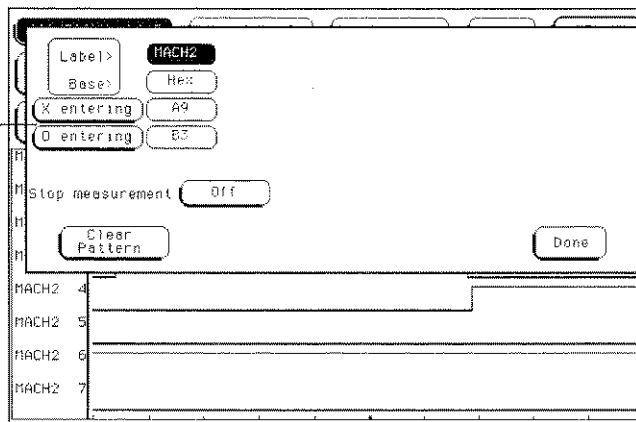 Label> MACH2
Base> Hex
X entering A9
O entering B3
Stop measurement Off
Clear
Pattern
Done
MACH2 4
MACH2 5
MACH2 6
MACH2 7